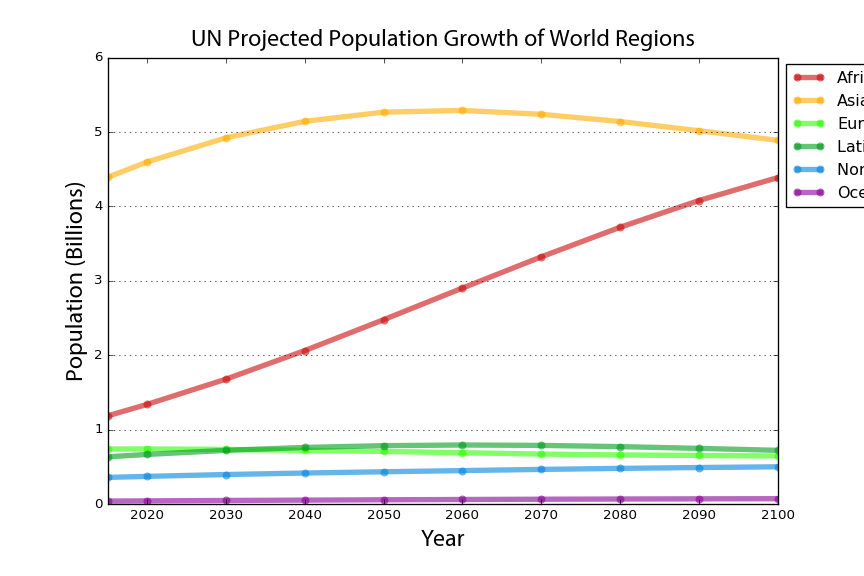 UN Projected Population Growth of World Regions
6
5
4
3
2
1
0
Population (Billions)
2020 2030 2040 2050 2060 2070 2080 2090 2100
Year
Afri
Asia
Eur
Lati
Nor
Oce